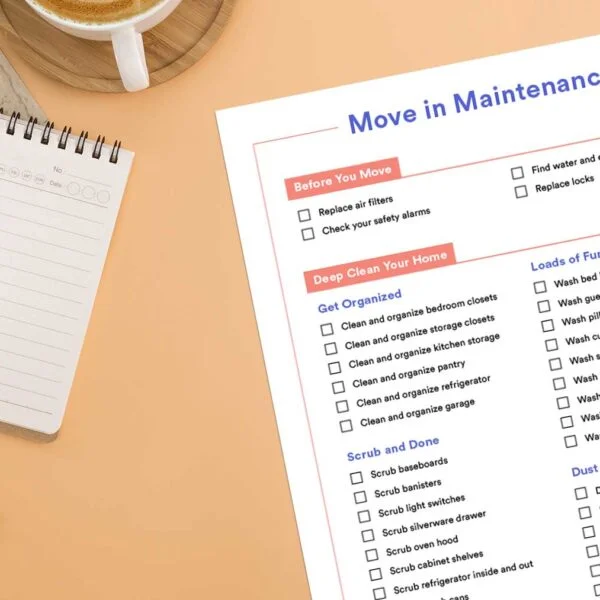 No.
Date
Move in Maintenanc
Before You Move
Replace air filters
Check your safety alarms
Find water and e
Replace locks
Deep Clean Your Home
Get Organized
Clean and organize bedroom closets
Clean and organize storage closets
Clean and organize kitchen storage
Clean and organize pantry
Clean and organize refrigerator
Clean and organize garage
Scrub and Done
Scrub baseboards
Scrub banisters
Scrub light switches
Scrub silverware drawer
Scrub oven hood
Scrub cabinet shelves
Scrub refrigerator inside and out
cans
Loads of Fu
Wash bed
Wash gue
Wash pill
Wash cu
Wash s
Wash
Wash
Wash
Was
Dust
D